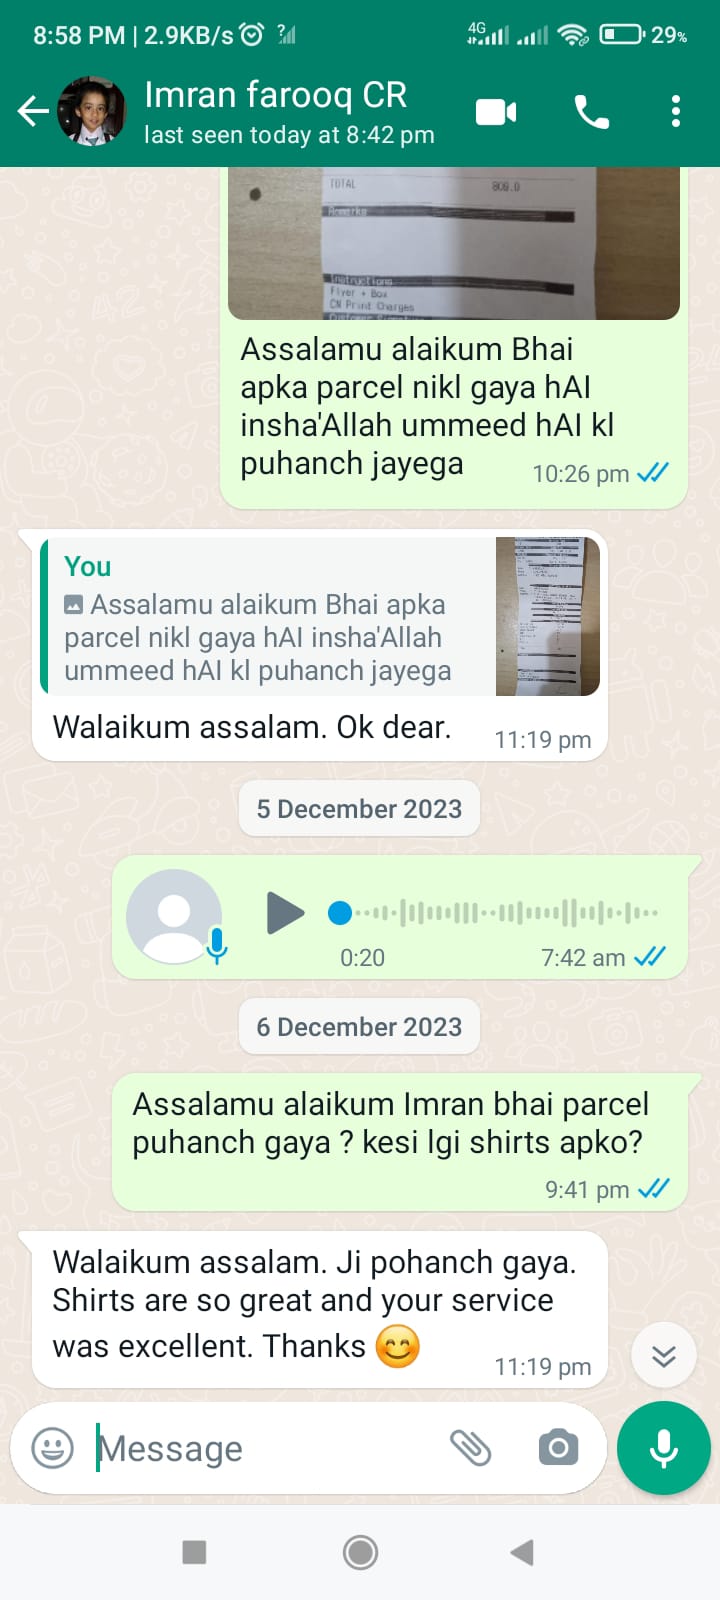 8:58 PM | 2.9KB/s
?
4G
29%
Imran farooq CR
last seen today at 8:42 pm
TOTAL 808.0
Remarks
Instructions
Flyer + Box
CN Print Charges
Customer
Assalamu alaikum Bhai
apka parcel nikl gaya hAI
insha'Allah ummeed hAI kl
puhanch jayega
10:26 pm
You
Assalamu alaikum Bhai apka
parcel nikl gaya hAI insha'Allah
ummeed hAI kl puhanch jayega
Walaikum assalam. Ok dear.
11:19 pm
5 December 2023
0:20
7:42 am
6 December 2023
Assalamu alaikum Imran bhai parcel
puhanch gaya ? kesi lgi shirts apko?
9:41 pm
Walaikum assalam. Ji pohanch gaya.
Shirts are so great and your service
was excellent. Thanks 😊
11:19 pm
Message